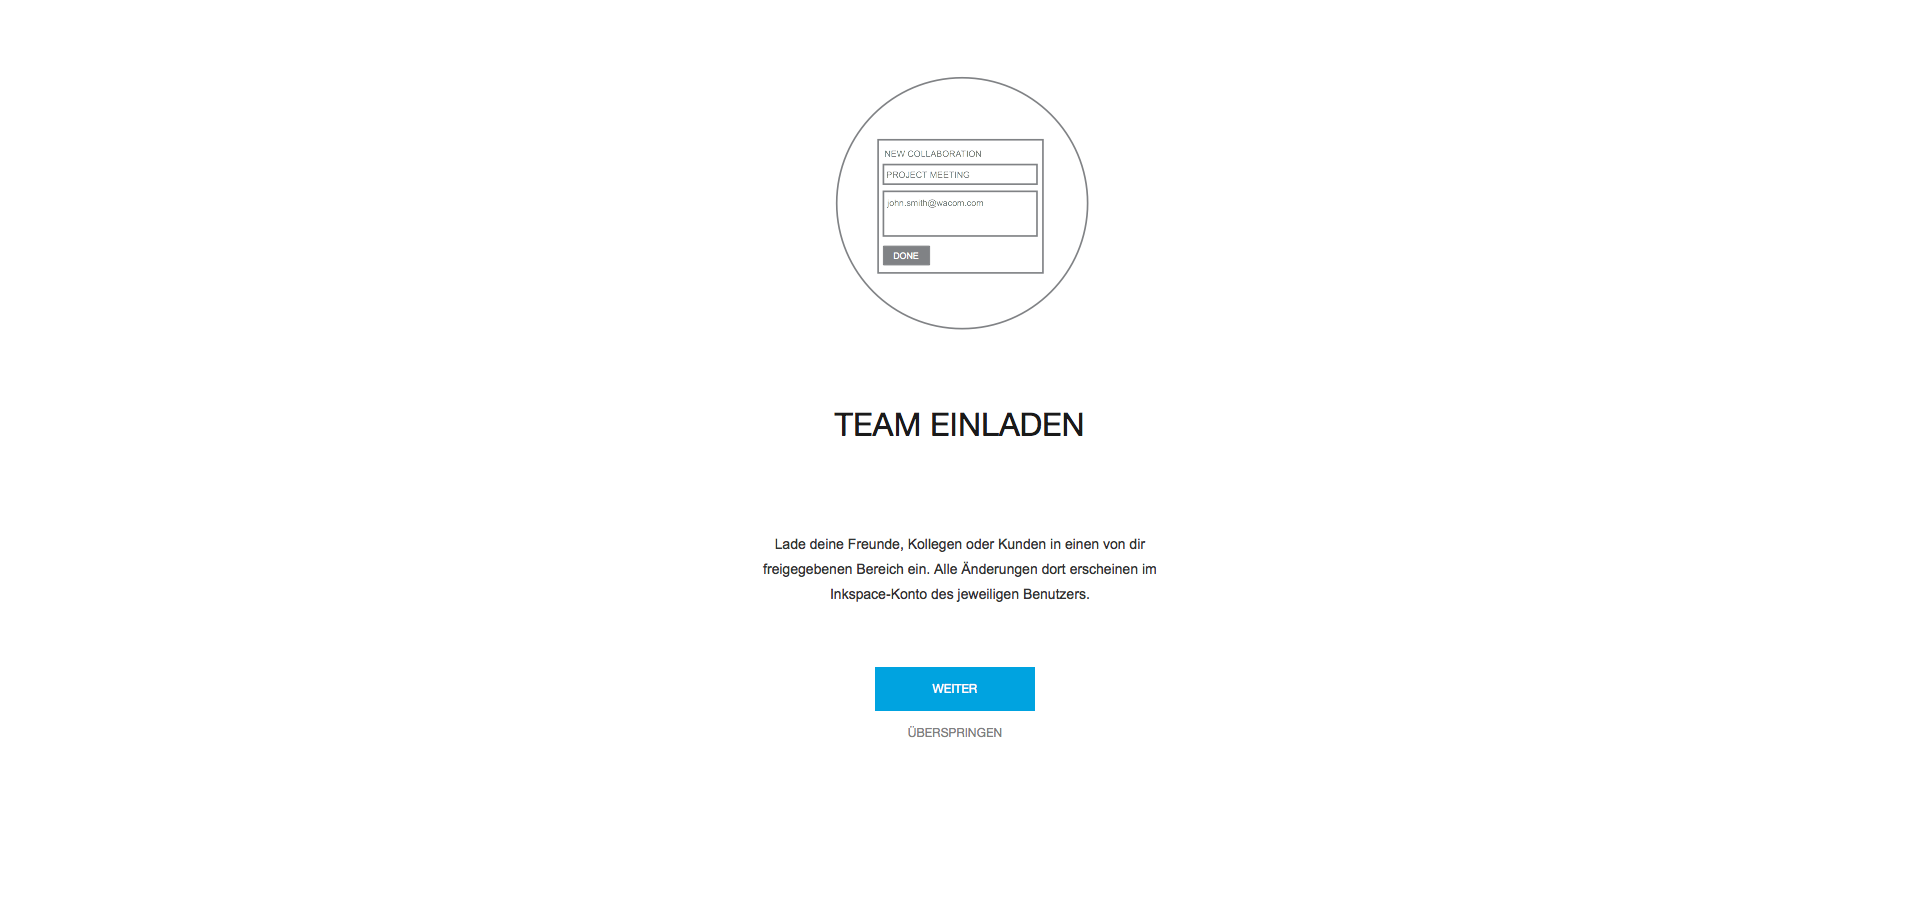 NEW COLLABORATION
PROJECT MEETING
john.smith@wacom.com
DONE
TEAM EINLADEN
Lade deine Freunde, Kollegen oder Kunden in einen von dir
freigegebenen Bereich ein. Alle Änderungen dort erscheinen im
Inkspace-Konto des jeweiligen Benutzers.
WEITER
ÜBERSPRINGEN